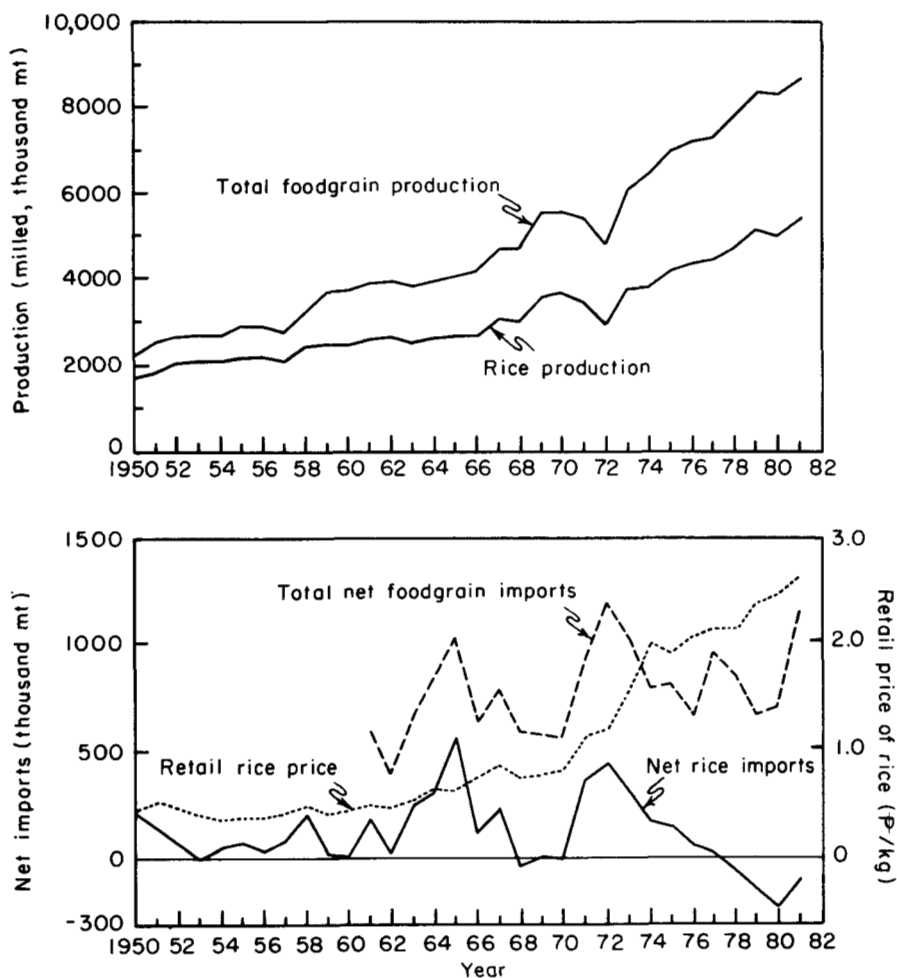 10,000
8000
6000
4000
2000
0
Production (milled, thousand mt)
Total foodgrain production
Rice production
1950 52 54 56 58 60 62 64 66 68 70 72 74 76 78 80 82
1500
1000
500
0
-300
Net imports (thousand mt)
Total net foodgrain imports
Retail rice price
Net rice imports
3.0
2.0
1.0
0
Retail price of rice (₱/kg)
1950 52 54 56 58 60 62 64 66 68 70 72 74 76 78 80 82
Year